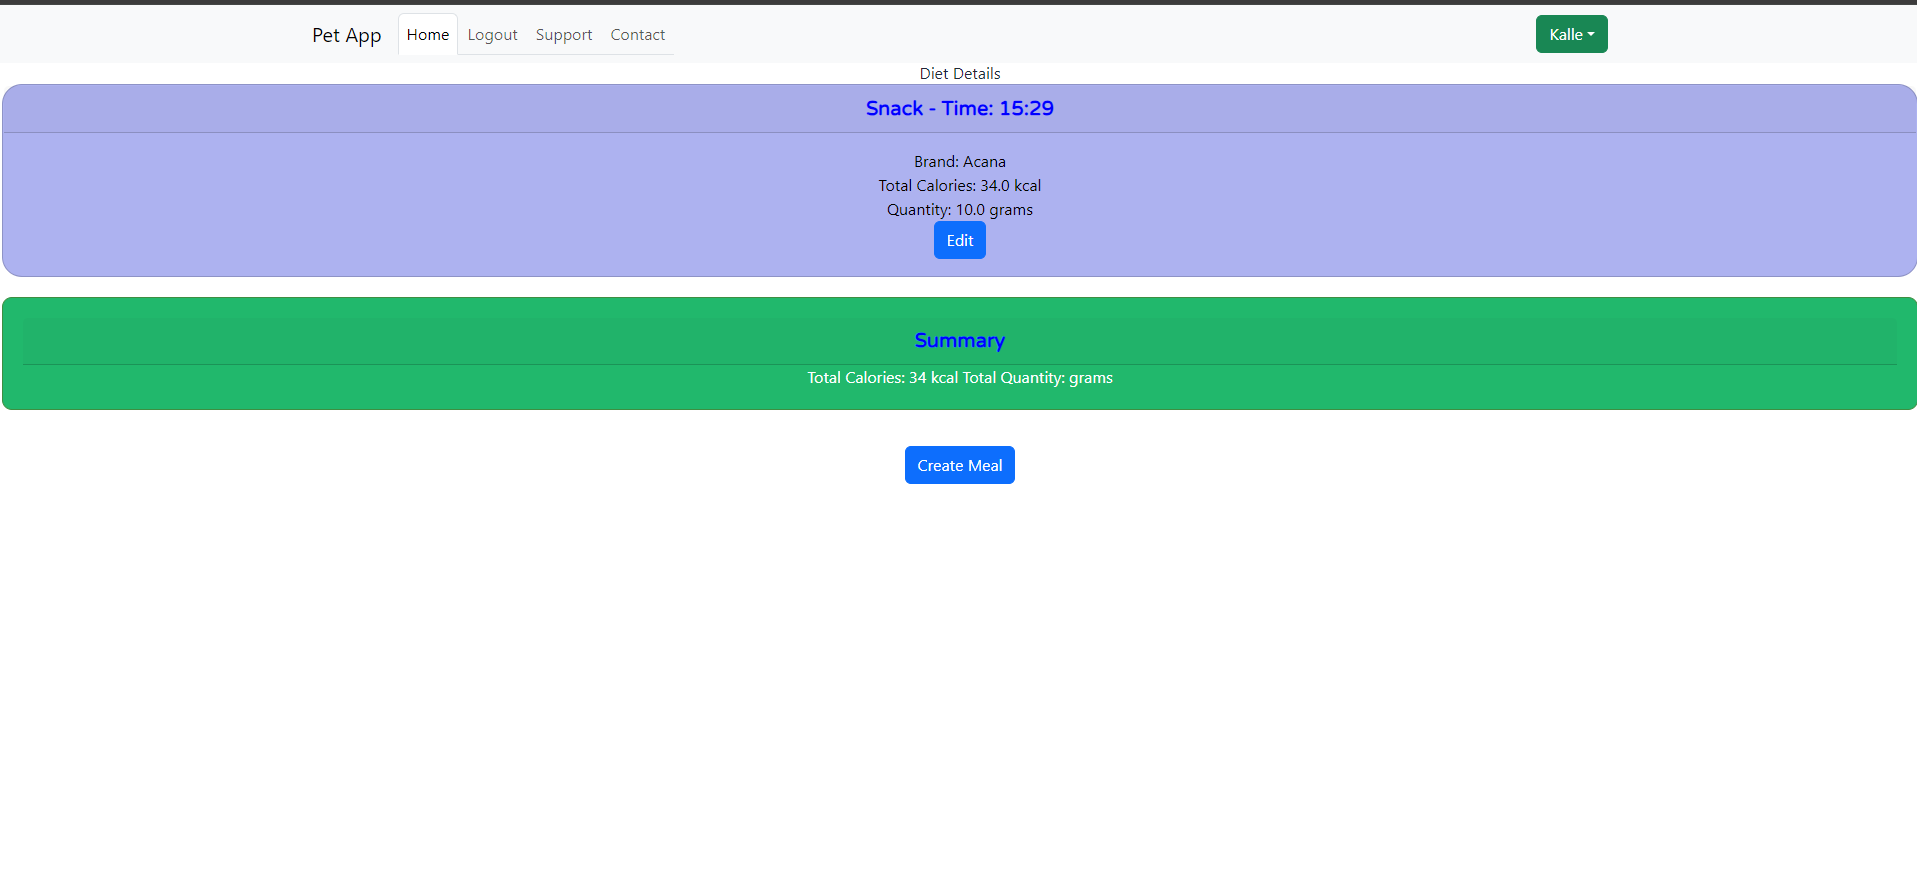 Pet App Home Logout Support Contact Kalle
Diet Details
Snack - Time: 15:29
Brand: Acana
Total Calories: 34.0 kcal
Quantity: 10.0 grams
Edit
Summary
Total Calories: 34 kcal Total Quantity: grams
Create Meal